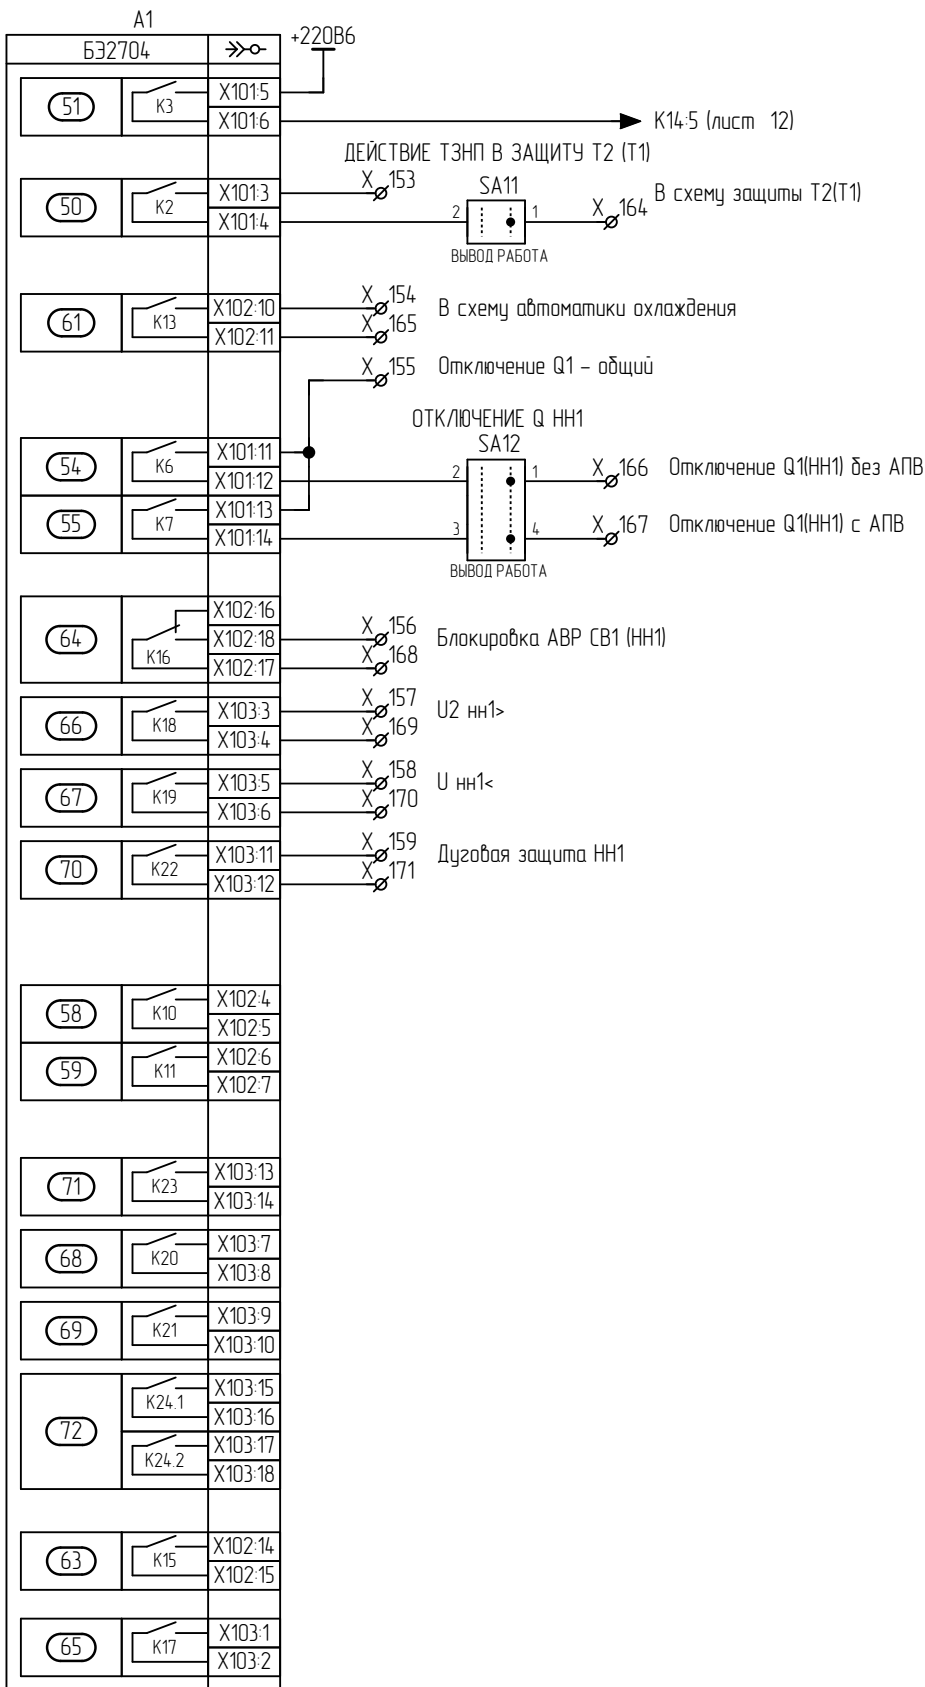 А1
БЭ2704
+220В6
51
К3
X101:5
X101:6
К14:5 (лист 12)
ДЕЙСТВИЕ ТЗНП В ЗАЩИТУ Т2 (Т1)
50
К2
X101:3
X101:4
X 153
SA11
2 1
X 164
В схему защиты Т2(Т1)
ВЫВОД РАБОТА
61
К13
X102:10
X102:11
X 154
X 165
В схему автоматики охлаждения
X 155
Отключение Q1 – общий
ОТКЛЮЧЕНИЕ Q НН1
SA12
54
К6
X101:11
X101:12
2 1
X 166
Отключение Q1(НН1) без АПВ
55
К7
X101:13
X101:14
3 4
X 167
Отключение Q1(НН1) с АПВ
ВЫВОД РАБОТА
64
К16
X102:16
X102:18
X102:17
X 156
X 168
Блокировка АВР СВ1 (НН1)
66
К18
X103:3
X103:4
X 157
X 169
U2 нн1>
67
К19
X103:5
X103:6
X 158
X 170
U нн1<
70
К22
X103:11
X103:12
X 159
X 171
Дуговая защита НН1
58
К10
X102:4
X102:5
59
К11
X102:6
X102:7
71
К23
X103:13
X103:14
68
К20
X103:7
X103:8
69
К21
X103:9
X103:10
72
К24.1
X103:15
X103:16
К24.2
X103:17
X103:18
63
К15
X102:14
X102:15
65
К17
X103:1
X103:2